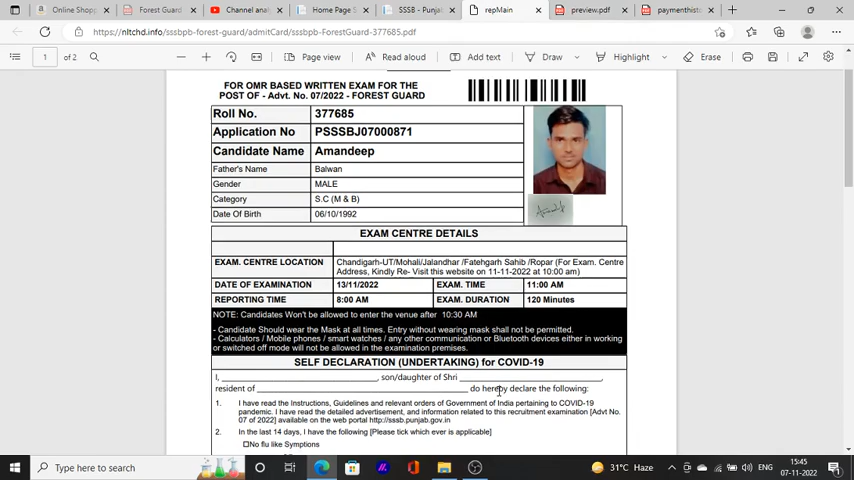 Online Shopp
Forest Guard
Channel anal
Home Page S
SSSB - Punjab
repMain
preview.pdf
paymenthist
https://nltchd.info/sssbpb-forest-guard/admitCard/sssbpb-ForestGuard-377685.pdf
1 of 2
Page view
Read aloud
Add text
Draw
Highlight
Erase
FOR OMR BASED WRITTEN EXAM FOR THE
POST OF - Advt. No. 07/2022 - FOREST GUARD
Roll No. 377685
Application No PSSSBJ07000871
Candidate Name Amandeep
Father's Name Balwan
Gender MALE
Category S.C (M & B)
Date Of Birth 06/10/1992
EXAM CENTRE DETAILS
EXAM. CENTRE LOCATION Chandigarh-UT/Mohali/Jalandhar /Fatehgarh Sahib /Ropar (For Exam. Centre
Address, Kindly Re- Visit this website on 11-11-2022 at 10:00 am)
DATE OF EXAMINATION 13/11/2022 EXAM. TIME 11:00 AM
REPORTING TIME 8:00 AM EXAM. DURATION 120 Minutes
NOTE: Candidates Won't be allowed to enter the venue after 10:30 AM
- Candidate Should wear the Mask at all times. Entry without wearing mask shall not be permitted.
- Calculators / Mobile phones / smart watches / any other communication or Bluetooth devices either in working
or switched off mode will not be allowed in the examination premises.
SELF DECLARATION (UNDERTAKING) for COVID-19
I, ____________________, son/daughter of Shri ____________________,
resident of ____________________ do hereby declare the following:
1. I have read the Instructions, Guidelines and relevant orders of Government of India pertaining to COVID-19
pandemic. I have read the detailed advertisement, and information related to this recruitment examination [Advt No.
07 of 2022] available on the web portal http://sssb.punjab.gov.in
2. In the last 14 days, I have the following [Please tick which ever is applicable]
No flu like Symptoms
Type here to search
31°C Haze
ENG
15:45
07-11-2022